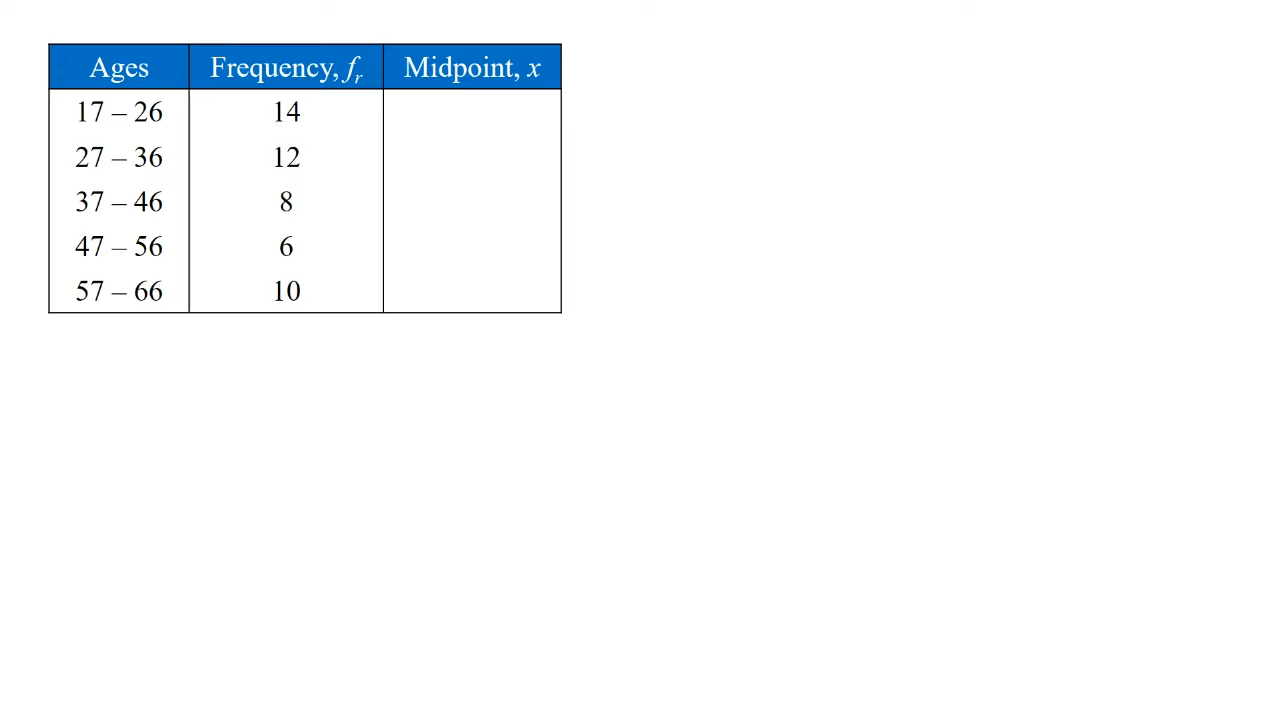 Ages Frequency, fr Midpoint, x
17 – 26 14
27 – 36 12
37 – 46 8
47 – 56 6
57 – 66 10